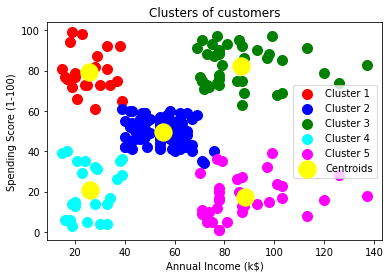 Clusters of customers
100
80
60
40
20
0
Spending Score (1-100)
Cluster 1
Cluster 2
Cluster 3
Cluster 4
Cluster 5
Centroids
20 40 60 80 100 120 140
Annual Income (k$)